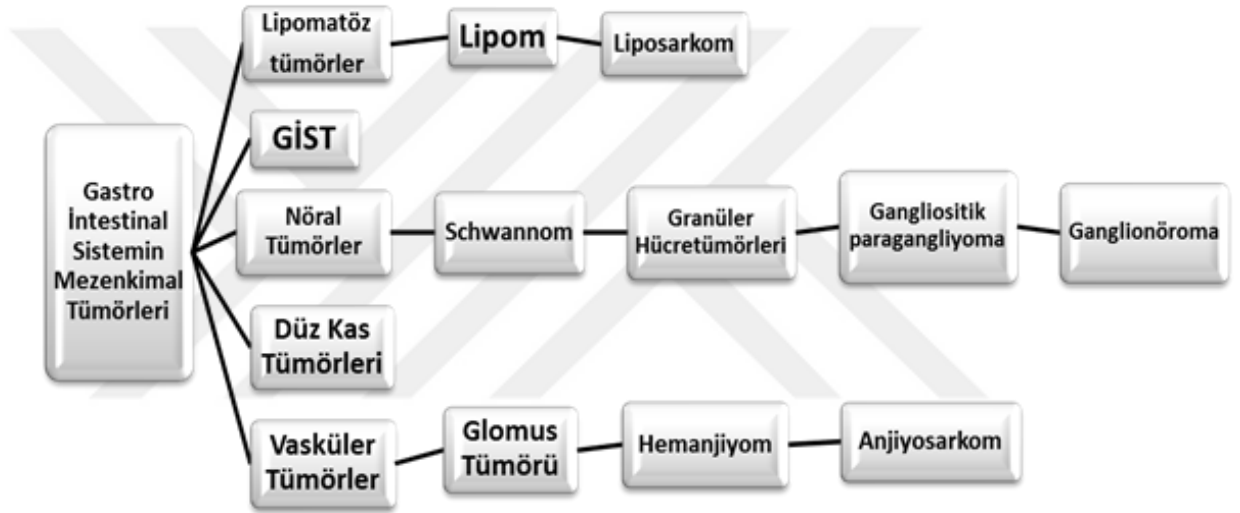 Gastro
İntestinal
Sistemin
Mezenkimal
Tümörleri
Lipomatöz
tümörler
Lipom
Liposarkom
GİST
Nöral
Tümörler
Schwannom
Granüler
Hücretümörleri
Gangliositik
paragangliyoma
Ganglionöroma
Düz Kas
Tümörleri
Vasküler
Tümörler
Glomus
Tümörü
Hemanjiyom
Anjiyosarkom